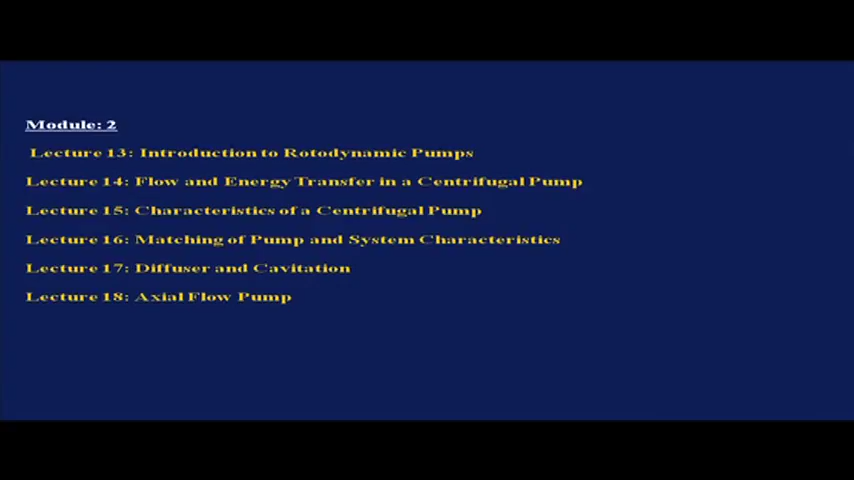 Module: 2
Lecture 13: Introduction to Rotodynamic Pumps
Lecture 14: Flow and Energy Transfer in a Centrifugal Pump
Lecture 15: Characteristics of a Centrifugal Pump
Lecture 16: Matching of Pump and System Characteristics
Lecture 17: Diffuser and Cavitation
Lecture 18: Axial Flow Pump